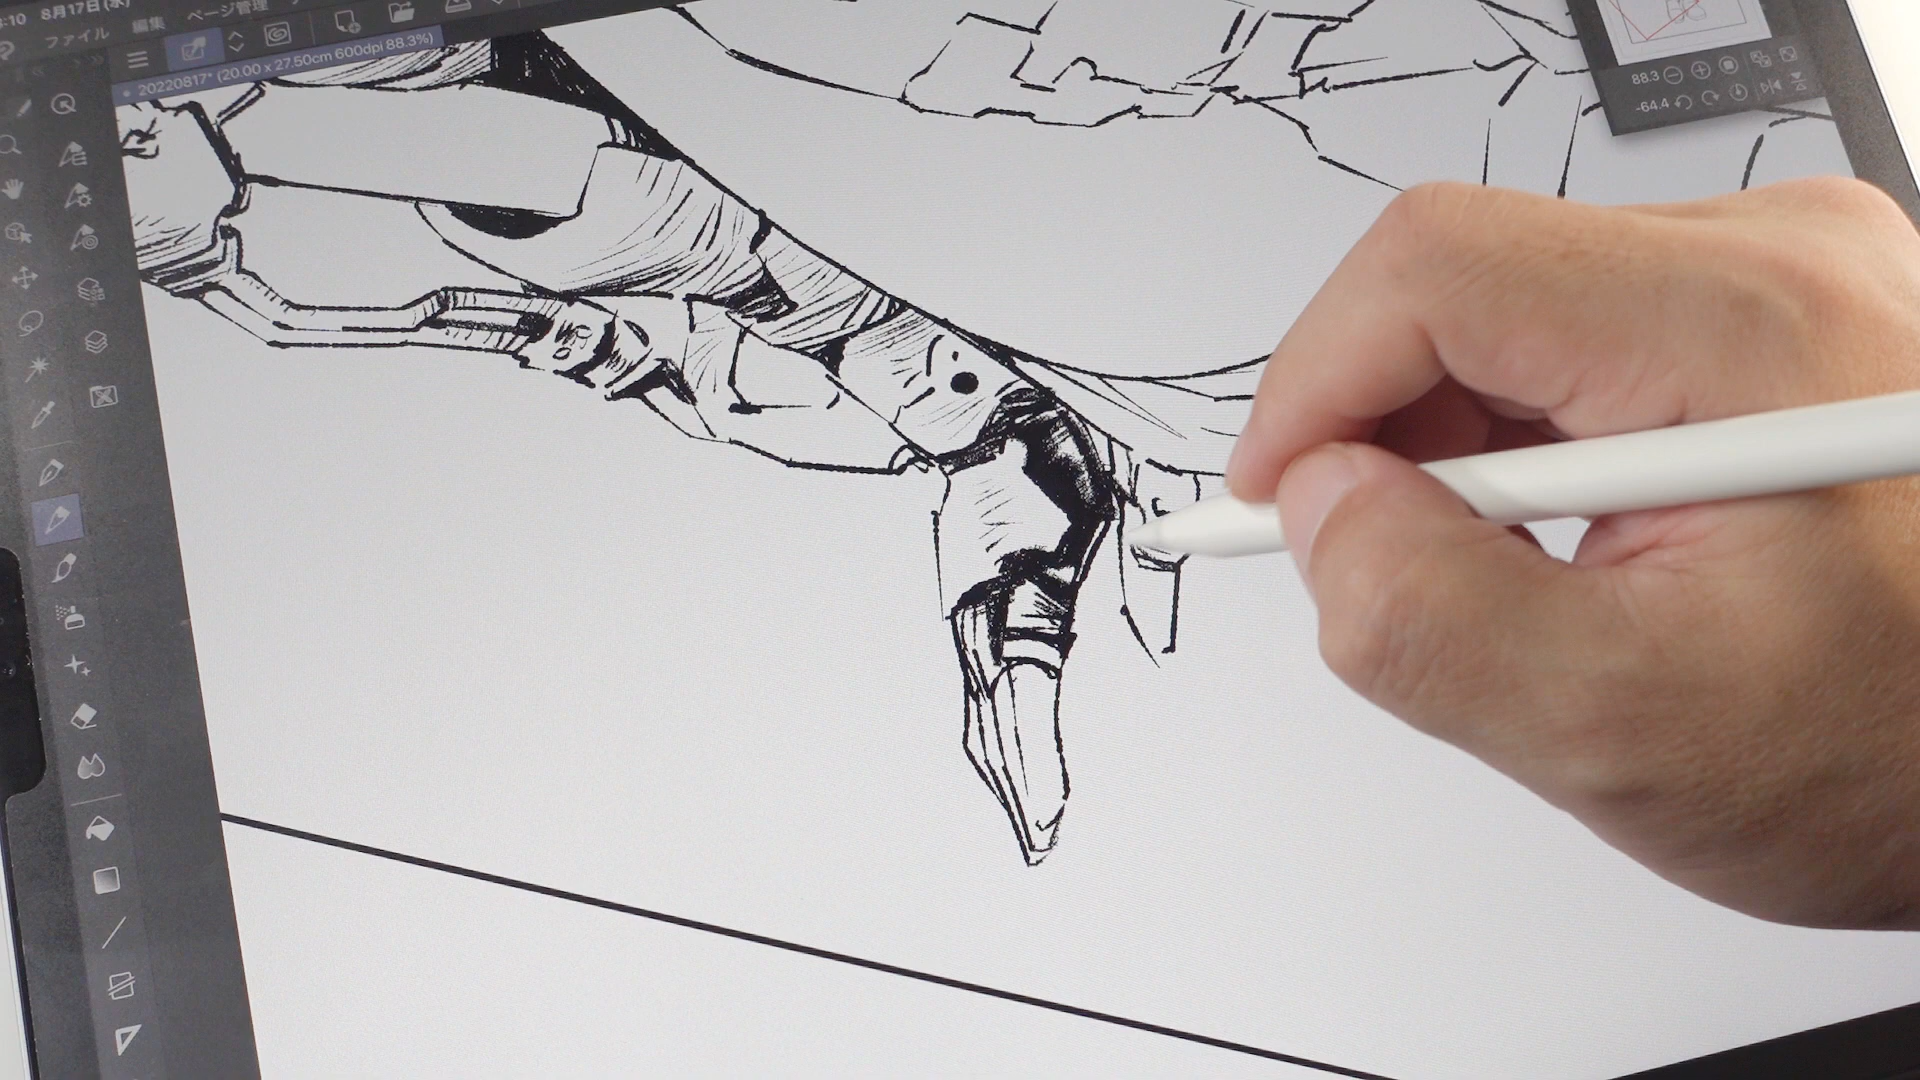 :10 8月17日(水)
ファイル 編集 ページ管理
20220817* (20.00 x 27.50cm 600dpi 88.3%)
88.3
-64.4